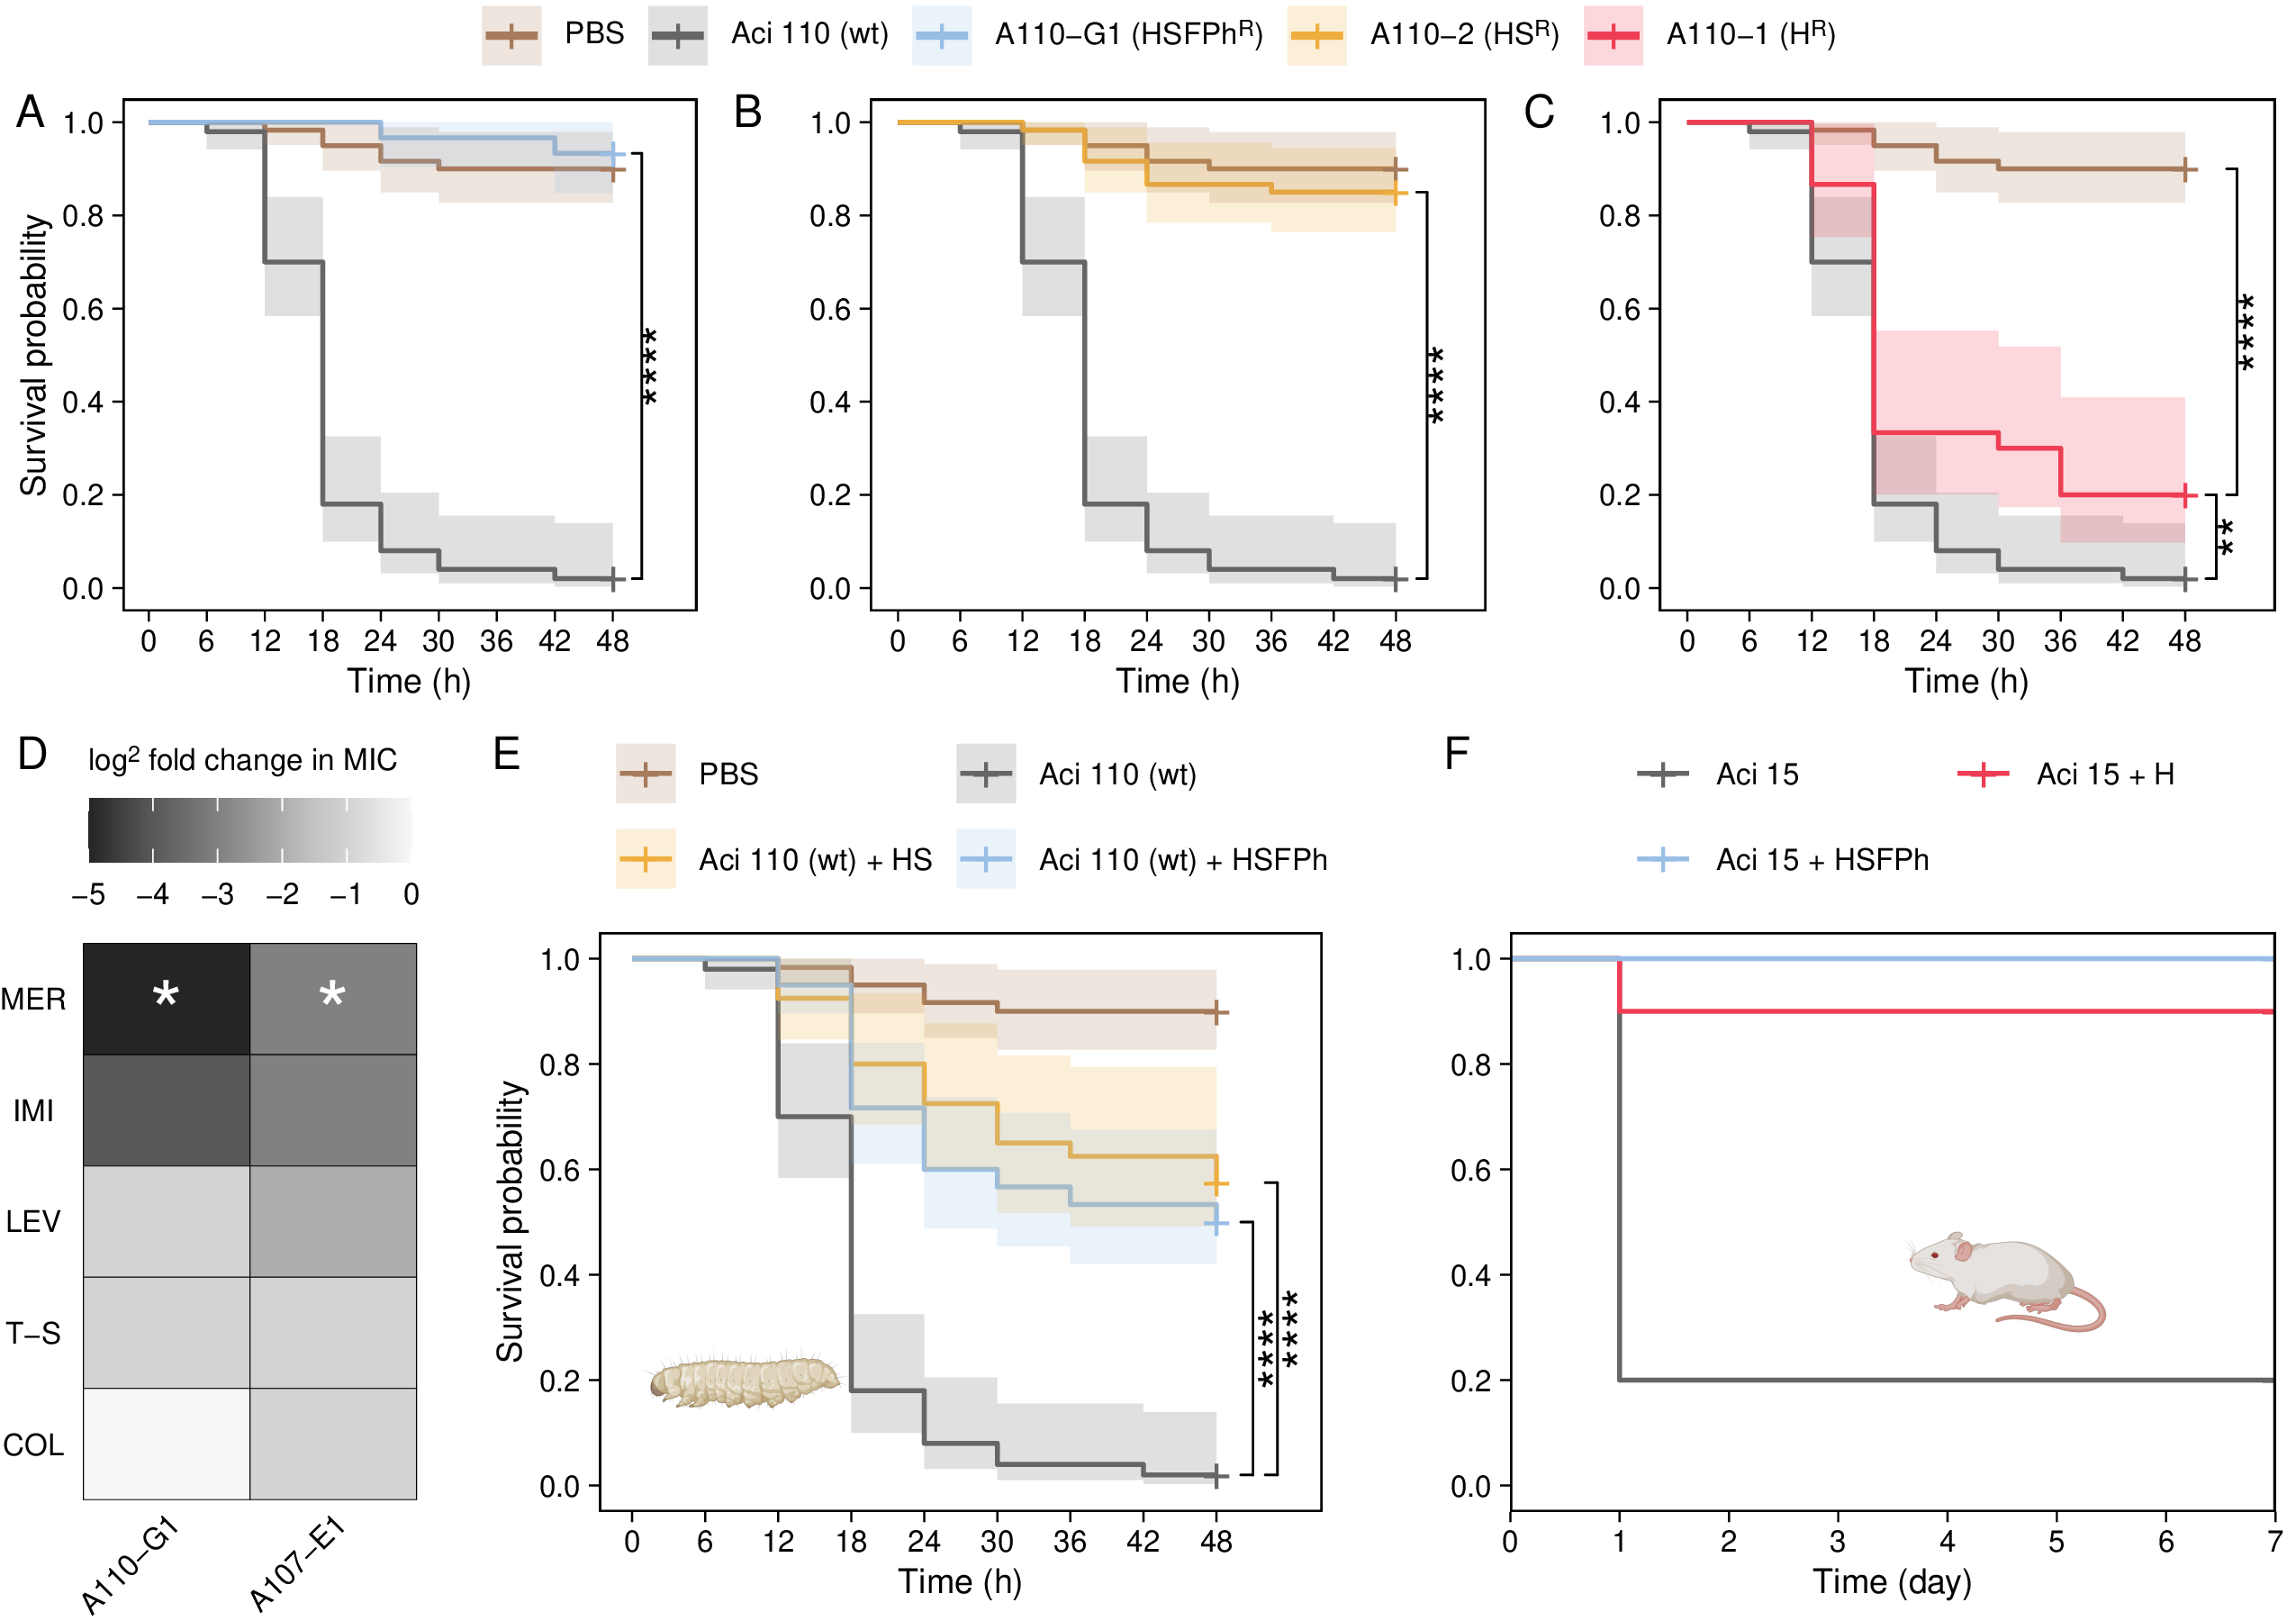 PBS Aci 110 (wt) A110−G1 (HSFPhR) A110−2 (HSR) A110−1 (HR)
A
Survival probability
1.0
0.8
0.6
0.4
0.2
0.0
0 6 12 18 24 30 36 42 48
Time (h)
****
B
1.0
0.8
0.6
0.4
0.2
0.0
0 6 12 18 24 30 36 42 48
Time (h)
****
C
1.0
0.8
0.6
0.4
0.2
0.0
0 6 12 18 24 30 36 42 48
Time (h)
****
**
D
log2 fold change in MIC
−5 −4 −3 −2 −1 0
MER * *
IMI
LEV
T−S
COL
A110−G1 A107−E1
E
PBS Aci 110 (wt)
Aci 110 (wt) + HS Aci 110 (wt) + HSFPh
Survival probability
1.0
0.8
0.6
0.4
0.2
0.0
0 6 12 18 24 30 36 42 48
Time (h)
****
****
F
Aci 15 Aci 15 + H
Aci 15 + HSFPh
1.0
0.8
0.6
0.4
0.2
0.0
0 1 2 3 4 5 6 7
Time (day)